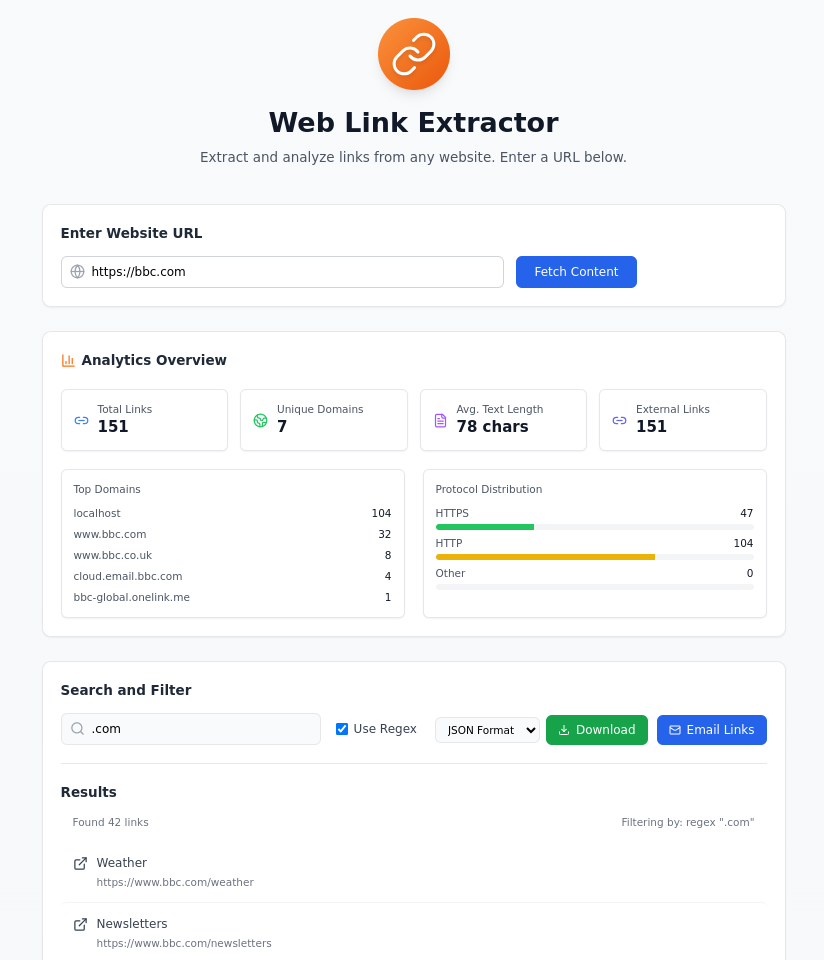 Web Link Extractor
Extract and analyze links from any website. Enter a URL below.
Enter Website URL
https://bbc.com
Fetch Content
Analytics Overview
Total Links
151
Unique Domains
7
Avg. Text Length
78 chars
External Links
151
Top Domains
localhost 104
www.bbc.com 32
www.bbc.co.uk 8
cloud.email.bbc.com 4
bbc-global.onelink.me 1
Protocol Distribution
HTTPS 47
HTTP 104
Other 0
Search and Filter
.com
Use Regex
JSON Format
Download
Email Links
Results
Found 42 links
Filtering by: regex ".com"
Weather
https://www.bbc.com/weather
Newsletters
https://www.bbc.com/newsletters